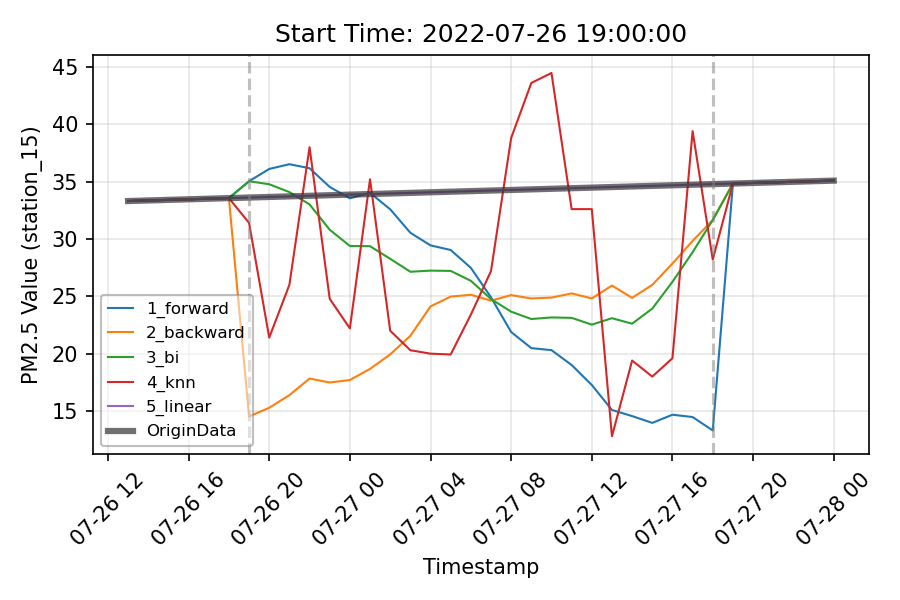 Start Time: 2022-07-26 19:00:00
PM2.5 Value (station_15)
45
40
35
30
25
20
15
1_forward
2_backward
3_bi
4_knn
5_linear
OriginData
07-26 12
07-26 16
07-26 20
07-27 00
07-27 04
07-27 08
07-27 12
07-27 16
07-27 20
07-28 00
Timestamp